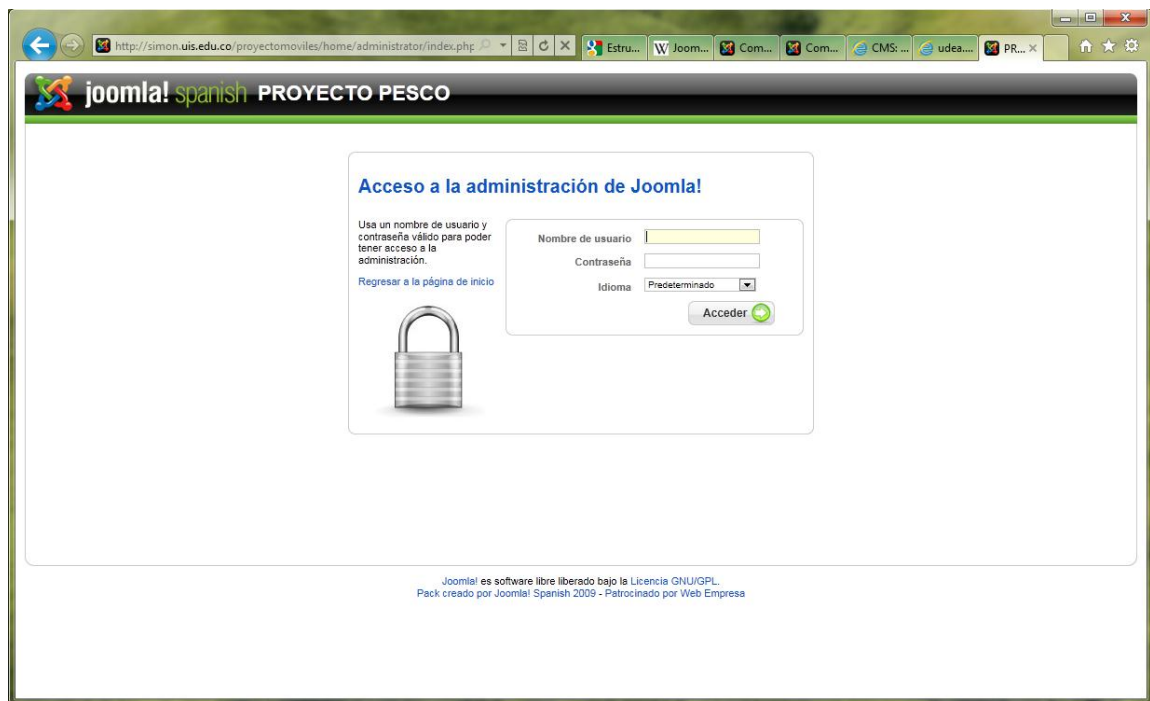 http://simon.uis.edu.co/proyectomoviles/home/administrator/index.php
Estru... Joom... Com... Com... CMS: ... udea.... PR...
joomla! spanish PROYECTO PESCO
Acceso a la administración de Joomla!
Usa un nombre de usuario y
contraseña válido para poder
tener acceso a la
administración.
Regresar a la página de inicio
Nombre de usuario
Contraseña
Idioma Predeterminado
Acceder
Joomla! es software libre liberado bajo la Licencia GNU/GPL.
Pack creado por Joomla! Spanish 2009 - Patrocinado por Web Empresa